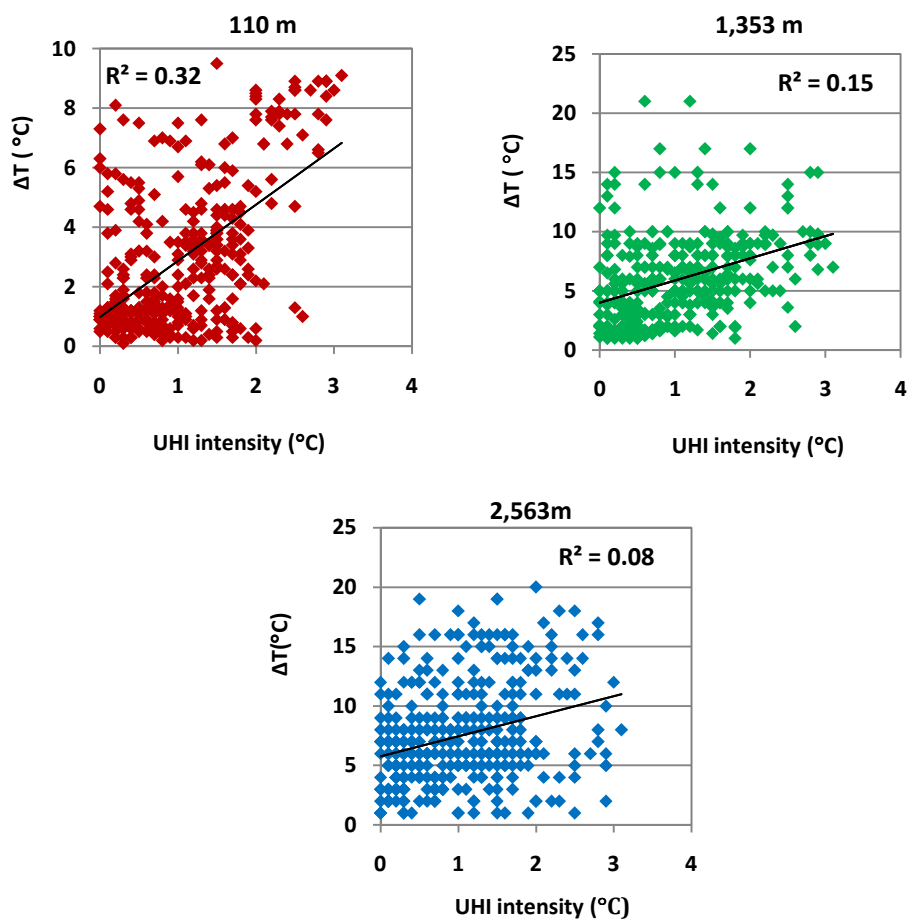 110 m
R² = 0.32
ΔT ( °C)
10
8
6
4
2
0
0 1 2 3 4
UHI intensity (°C)
1,353 m
R² = 0.15
ΔT ( °C)
25
20
15
10
5
0
0 1 2 3 4
UHI intensity (°C)
2,563m
R² = 0.08
ΔT(°C)
25
20
15
10
5
0
0 1 2 3 4
UHI intensity (°C)